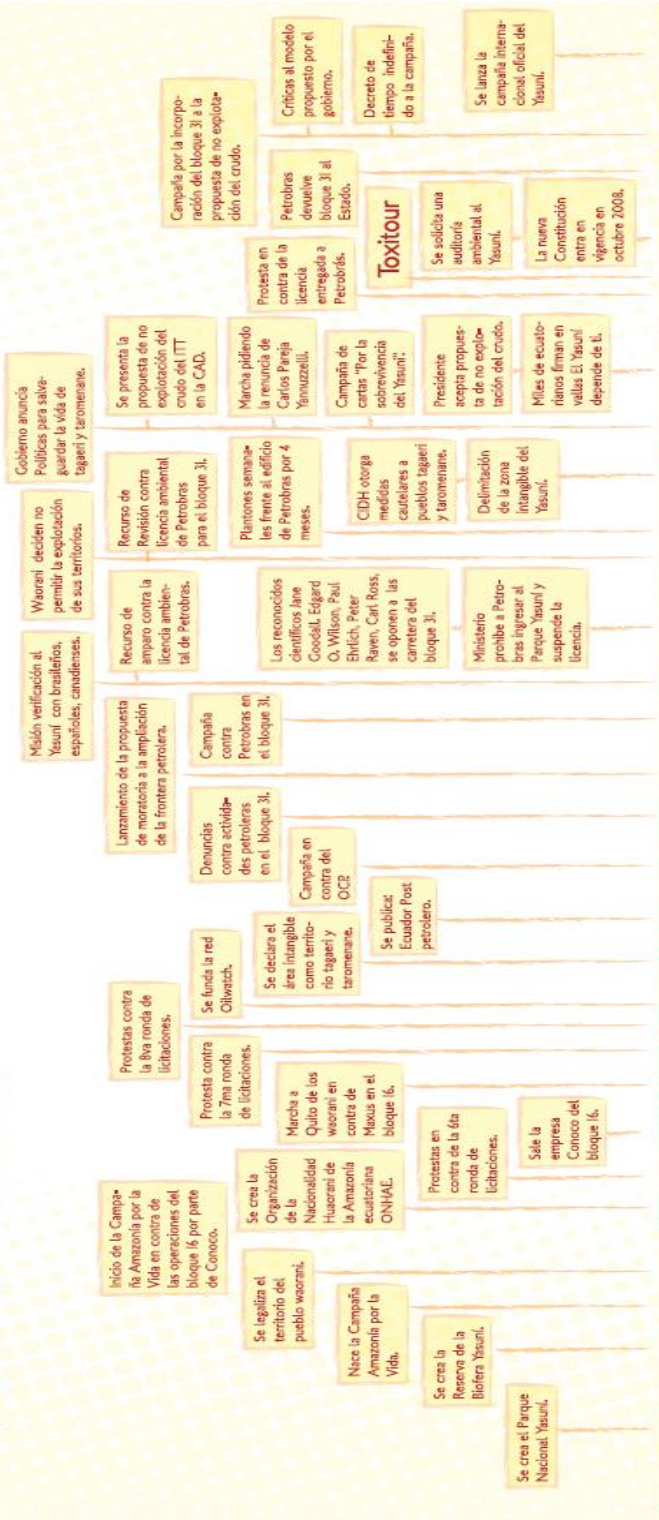 Se crea el Parque
Nacional Yasuní.
Se crea la
Reserva de la
Biofera Yasuní.
Nace la Campaña
Amazonía por la
Vida.
Se legaliza el
territorio del
pueblo waorani.
Inicio de la Campa-
ña Amazonía por la
Vida en contra de
las operaciones del
bloque 16 por parte
de Conoco.
Se crea la
Organización
de la
Nacionalidad
Huaorani de
la Amazonía
ecuatoriana
ONHAE.
Protestas en
contra de la 6ta
ronda de
licitaciones.
Sale la
empresa
Conoco del
bloque 16.
Marcha a
Quito de los
waorani en
contra de
Maxus en el
bloque 16.
Protesta contra
la 7ma ronda
de licitaciones.
Protestas contra
la 8va ronda de
licitaciones.
Se funda la red
Oilwatch.
Se declara el
área intangible
como territo-
rio tagaeri y
taromenane.
Se publica:
Ecuador Post
petrolero.
Campaña en
contra del
OCP.
Denuncias
contra activida-
des petroleras
en el bloque 31.
Lanzamiento de la propuesta
de moratoria a la ampliación
de la frontera petrolera.
Campaña
contra
Petrobras en
el bloque 31.
Misión verificación al
Yasuní con brasileños,
españoles, canadienses.
Recurso de
amparo contra la
licencia ambien-
tal de Petrobras.
Los reconocidos
científicos Jane
Goodall, Edgard
O. Wilson, Paul
Ehrlich, Peter
Raven, Carl Ross,
se oponen a las
carretera del
bloque 31.
Ministerio
prohíbe a Petro-
bras ingresar al
Parque Yasuní y
suspende la
licencia.
Waorani deciden no
permitir la explotación
de sus territorios.
Recurso de
Revisión contra
licencia ambiental
de Petrobras
para el bloque 31.
Plantones semana-
les frente al edificio
de Petrobras por 4
meses.
CIDH otorga
medidas
cautelares a
pueblos tagaeri
y taromenane.
Delimitación
de la zona
intangible del
Yasuní.
Gobierno anuncia
Políticas para salva-
guardar la vida de
tagaeri y taromenane.
Se presenta la
propuesta de no
explotación del
crudo del ITT
en la CAD.
Marcha pidiendo
la renuncia de
Carlos Pareja
Yannuzzelli.
Campaña de
cartas "Por la
sobrevivencia
del Yasuní".
Presidente
acepta propues-
ta de no explo-
tación del crudo.
Miles de ecuato-
rianos firman en
vallas El Yasuní
depende de tí.
Protesta en
contra de la
licencia
entregada a
Petrobrás.
Toxitour
Se solicita una
auditoría
ambiental al
Yasuní.
La nueva
Constitución
entra en
vigencia en
octubre 2008.
Petrobras
devuelve
bloque 31 al
Estado.
Campaña por la incorpo-
ración del bloque 31 a la
propuesta de no explota-
ción del crudo.
Críticas al modelo
propuesto por el
gobierno.
Decreto de
tiempo indefini-
do a la campaña.
Se lanza la
campaña interna-
cional oficial del
Yasuní.